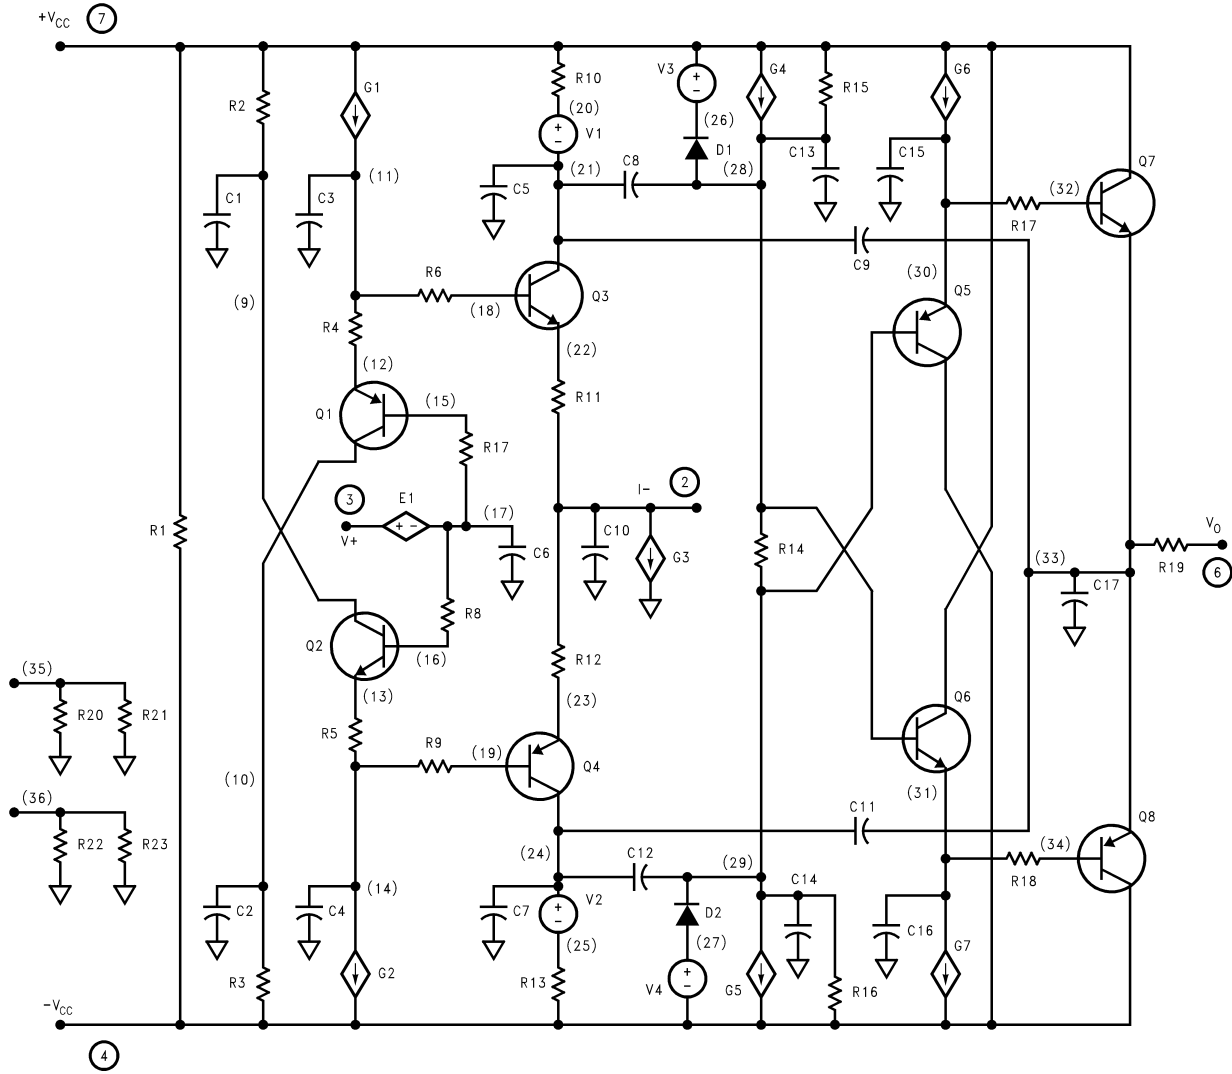 +VCC 7
R2
G1
R10
(20)
V1
V3
(26)
D1
G4
R15
G6
C1
C3
(11)
C5
(21)
C8
(28)
C13
C15
Q7
(32)
R17
C9
(9)
R6
(18)
Q3
(30)
Q5
R4
(12)
(22)
Q1
(15)
R11
R17
3
E1
V+
(17)
C6
I-
2
C10
G3
R1
R14
(33)
C17
VO
R19
6
R8
Q2
(16)
(13)
R12
(23)
(35)
R20
R21
R5
R9
(19)
Q4
Q6
(31)
(10)
(36)
R22
R23
C11
Q8
(34)
R18
(24)
C12
(29)
(14)
C2
C4
C7
V2
(25)
D2
(27)
C14
C16
R3
G2
R13
V4
G5
R16
G7
-VCC
4